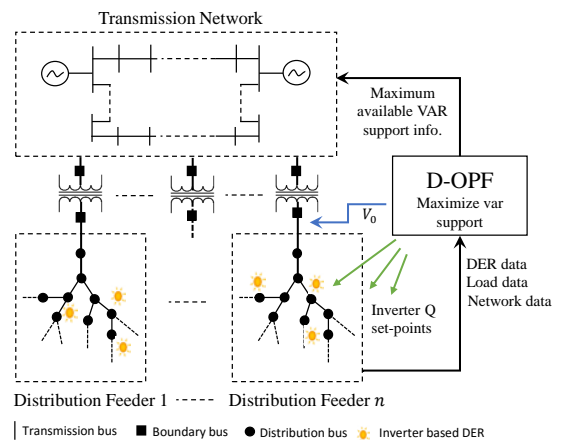 Transmission Network
Maximum
available VAR
support info.
D-OPF
Maximize var
support
V₀
DER data
Load data
Network data
Inverter Q
set-points
Distribution Feeder 1
Distribution Feeder n
Transmission bus
Boundary bus
Distribution bus
Inverter based DER